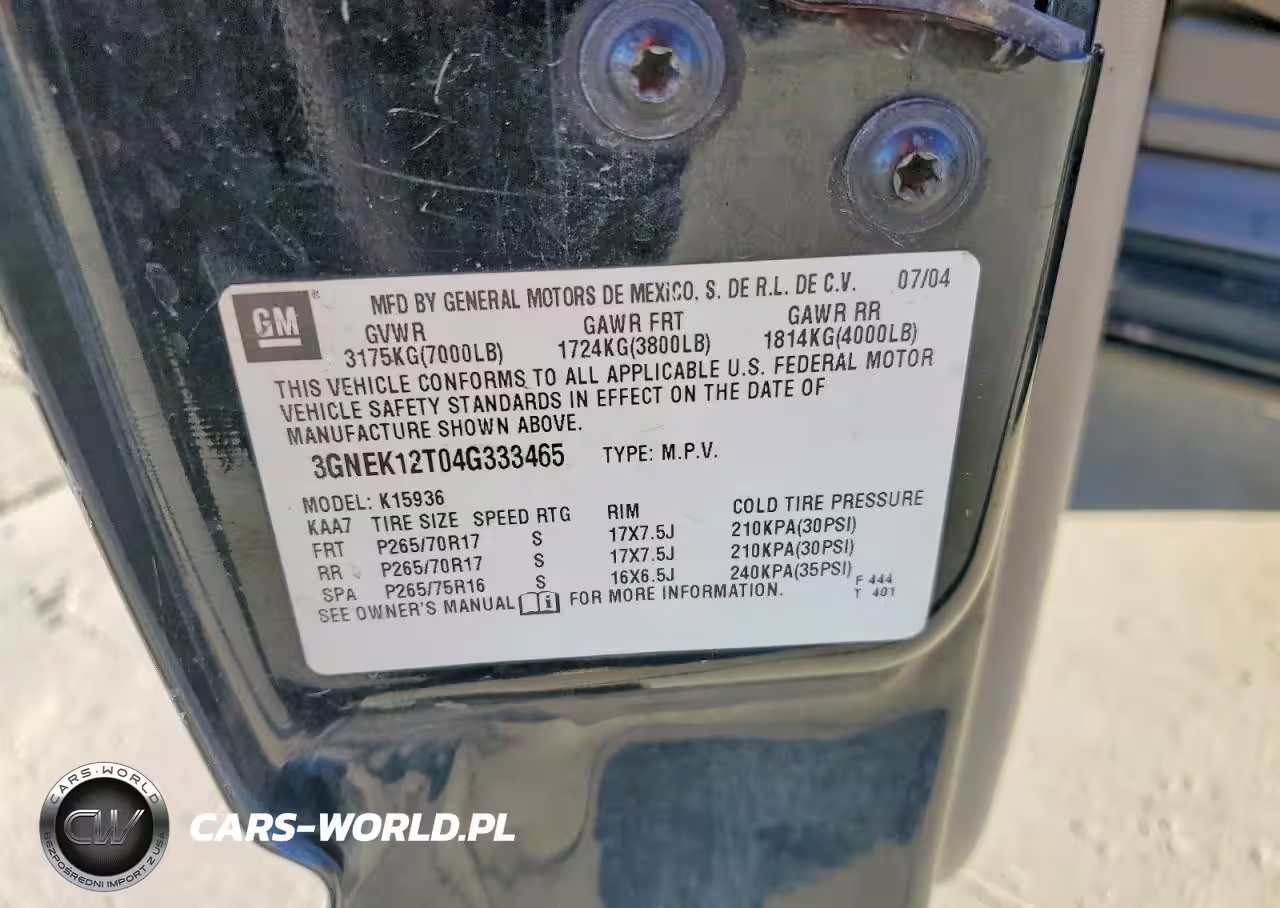 GM ® MFD BY GENERAL MOTORS DE MEXICO, S. DE R.L. DE C.V. 07/04
GVWR GAWR FRT GAWR RR
3175KG(7000LB) 1724KG(3800LB) 1814KG(4000LB)
THIS VEHICLE CONFORMS TO ALL APPLICABLE U.S. FEDERAL MOTOR
VEHICLE SAFETY STANDARDS IN EFFECT ON THE DATE OF
MANUFACTURE SHOWN ABOVE.
3GNEK12T04G333465 TYPE: M.P.V.
MODEL: K15936
KAA7 TIRE SIZE SPEED RTG RIM COLD TIRE PRESSURE
FRT P265/70R17 S 17X7.5J 210KPA(30PSI)
RR P265/70R17 S 17X7.5J 210KPA(30PSI)
SPA P265/75R16 S 16X6.5J 240KPA(35PSI)
SEE OWNER'S MANUAL i FOR MORE INFORMATION.
F 444
T 401
CARS-WORLD
CW
BEZPOŚREDNI IMPORT Z USA
CARS-WORLD.PL